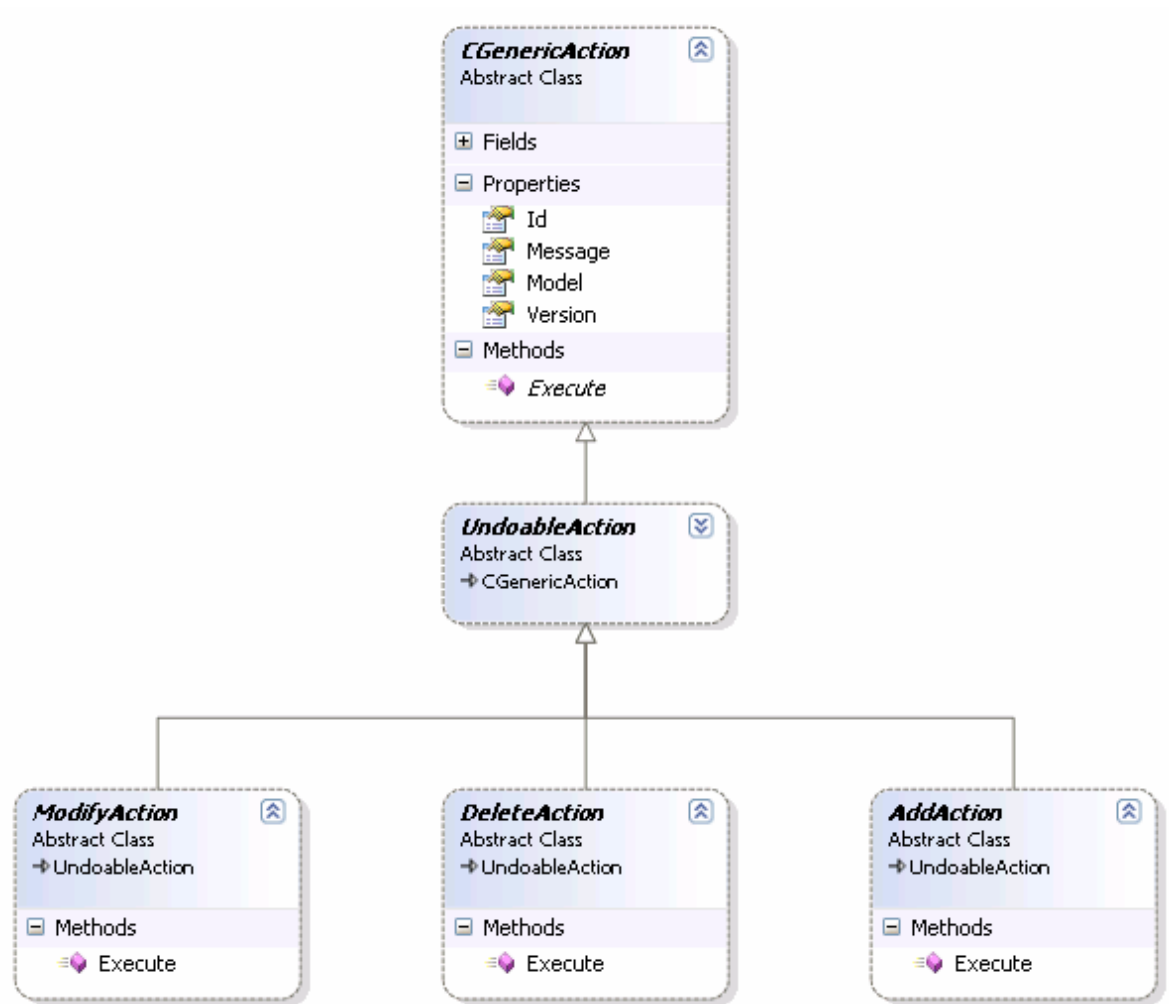 CGenericAction
Abstract Class
Fields
Properties
Id
Message
Model
Version
Methods
Execute
UndoableAction
Abstract Class
CGenericAction
ModifyAction
Abstract Class
UndoableAction
Methods
Execute
DeleteAction
Abstract Class
UndoableAction
Methods
Execute
AddAction
Abstract Class
UndoableAction
Methods
Execute